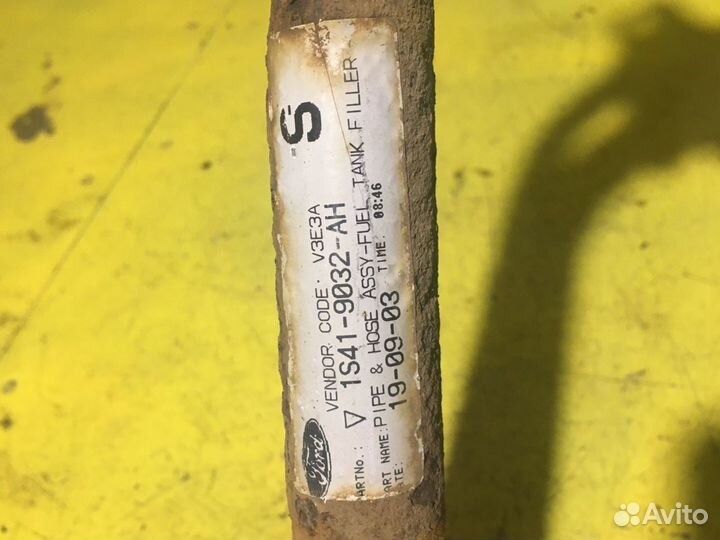 Ford
VENDOR CODE: V3E3A
S
ARTNo.: ▽ 1S41-9032-AH
ART NAME:PIPE & HOSE ASSY-FUEL TANK FILLER
TE: 19-09-03 TIME: 08:46
Avito